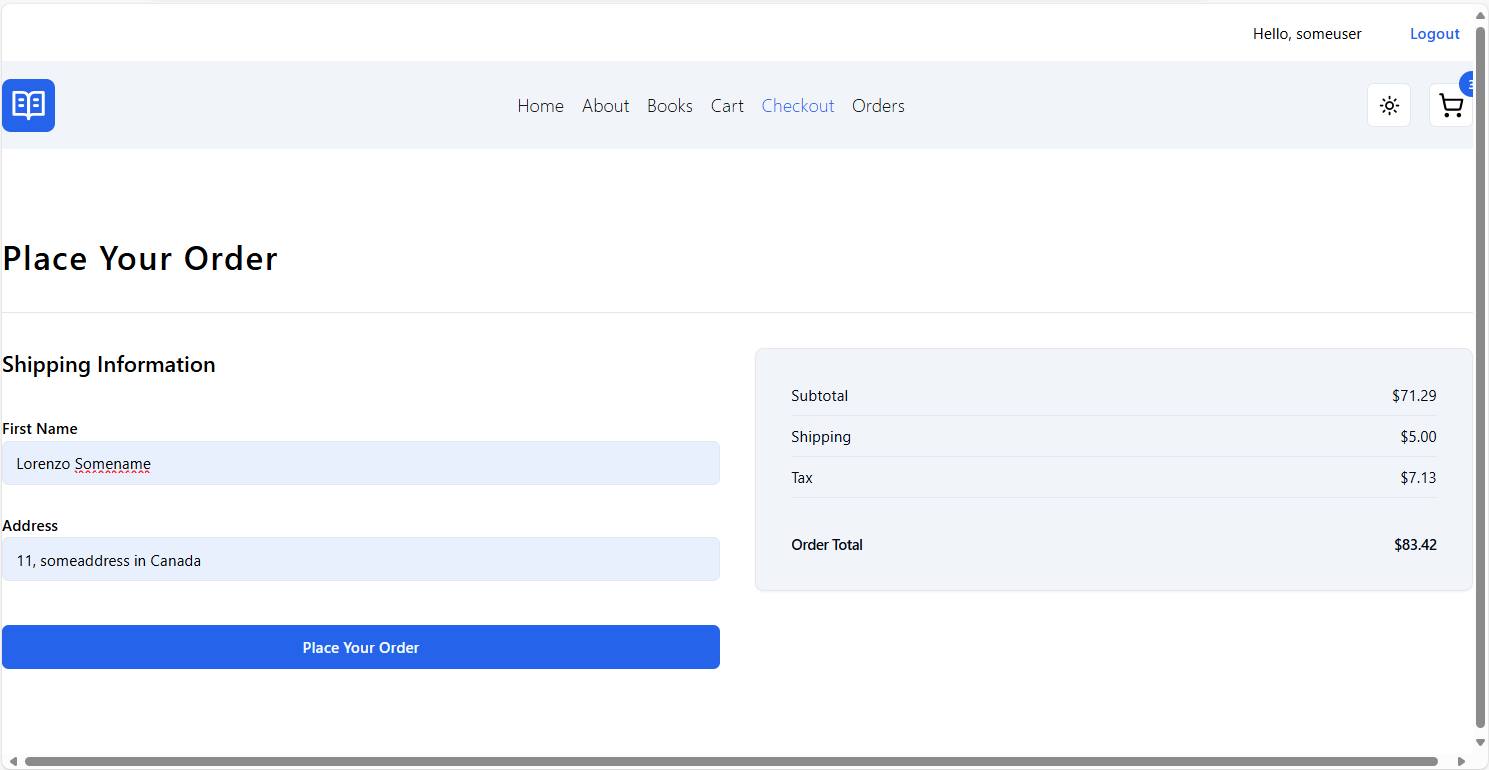 Hello, someuser Logout
Home About Books Cart Checkout Orders
Place Your Order
Shipping Information
First Name
Lorenzo Somename
Address
11, someaddress in Canada
Place Your Order
Subtotal $71.29
Shipping $5.00
Tax $7.13
Order Total $83.42